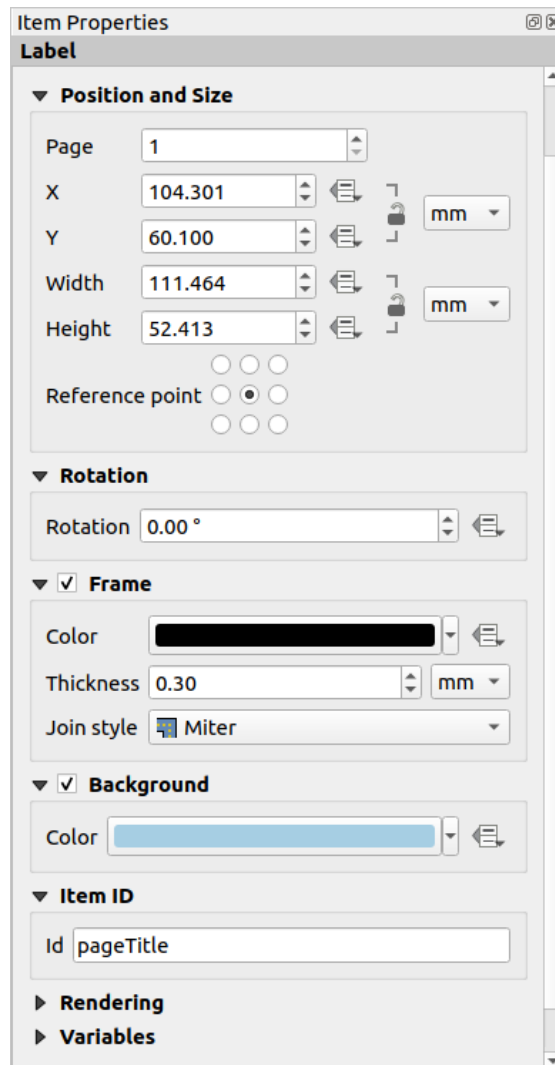 Item Properties
Label
Position and Size
Page 1
X 104.301
mm
Y 60.100
Width 111.464
mm
Height 52.413
Reference point
Rotation
Rotation 0.00 °
Frame
Color
Thickness 0.30 mm
Join style Miter
Background
Color
Item ID
Id pageTitle
Rendering
Variables